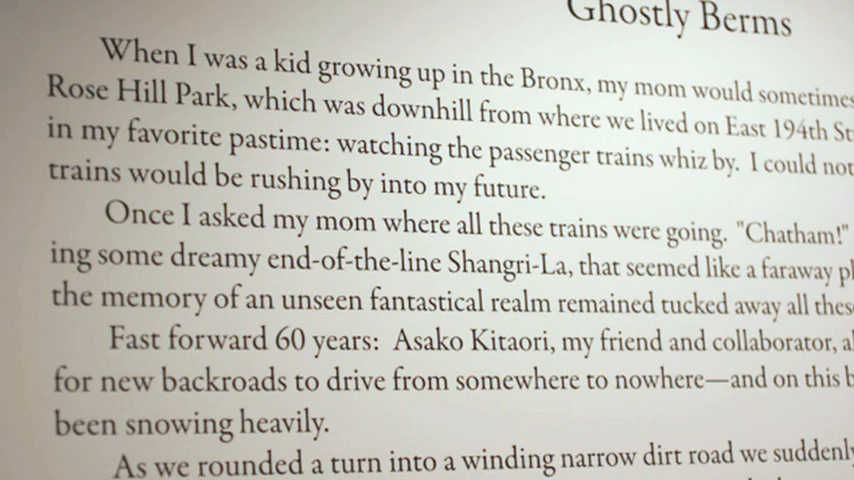 Ghostly Berms
When I was a kid growing up in the Bronx, my mom would sometimes
Rose Hill Park, which was downhill from where we lived on East 194th
in my favorite pastime: watching the passenger trains whiz by. I could not
trains would be rushing by into my future.
Once I asked my mom where all these trains were going. "Chatham!"
ing some dreamy end-of-the-line Shangri-La, that seemed like a faraway
the memory of an unseen fantastical realm remained tucked away all
Fast forward 60 years: Asako Kitaori, my friend and collaborator,
for new backroads to drive from somewhere to nowhere—and on this
been snowing heavily.
As we rounded a turn into a winding narrow dirt road we suddenly